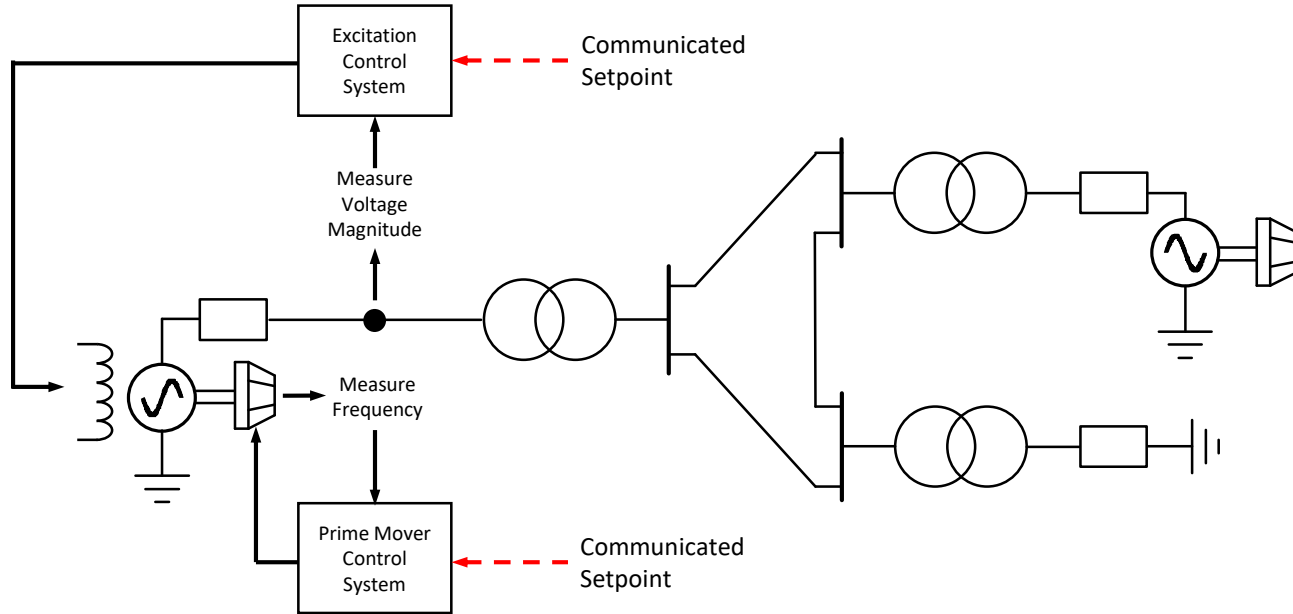 Excitation
Control
System
Communicated
Setpoint
Measure
Voltage
Magnitude
Measure
Frequency
Prime Mover
Control
System
Communicated
Setpoint